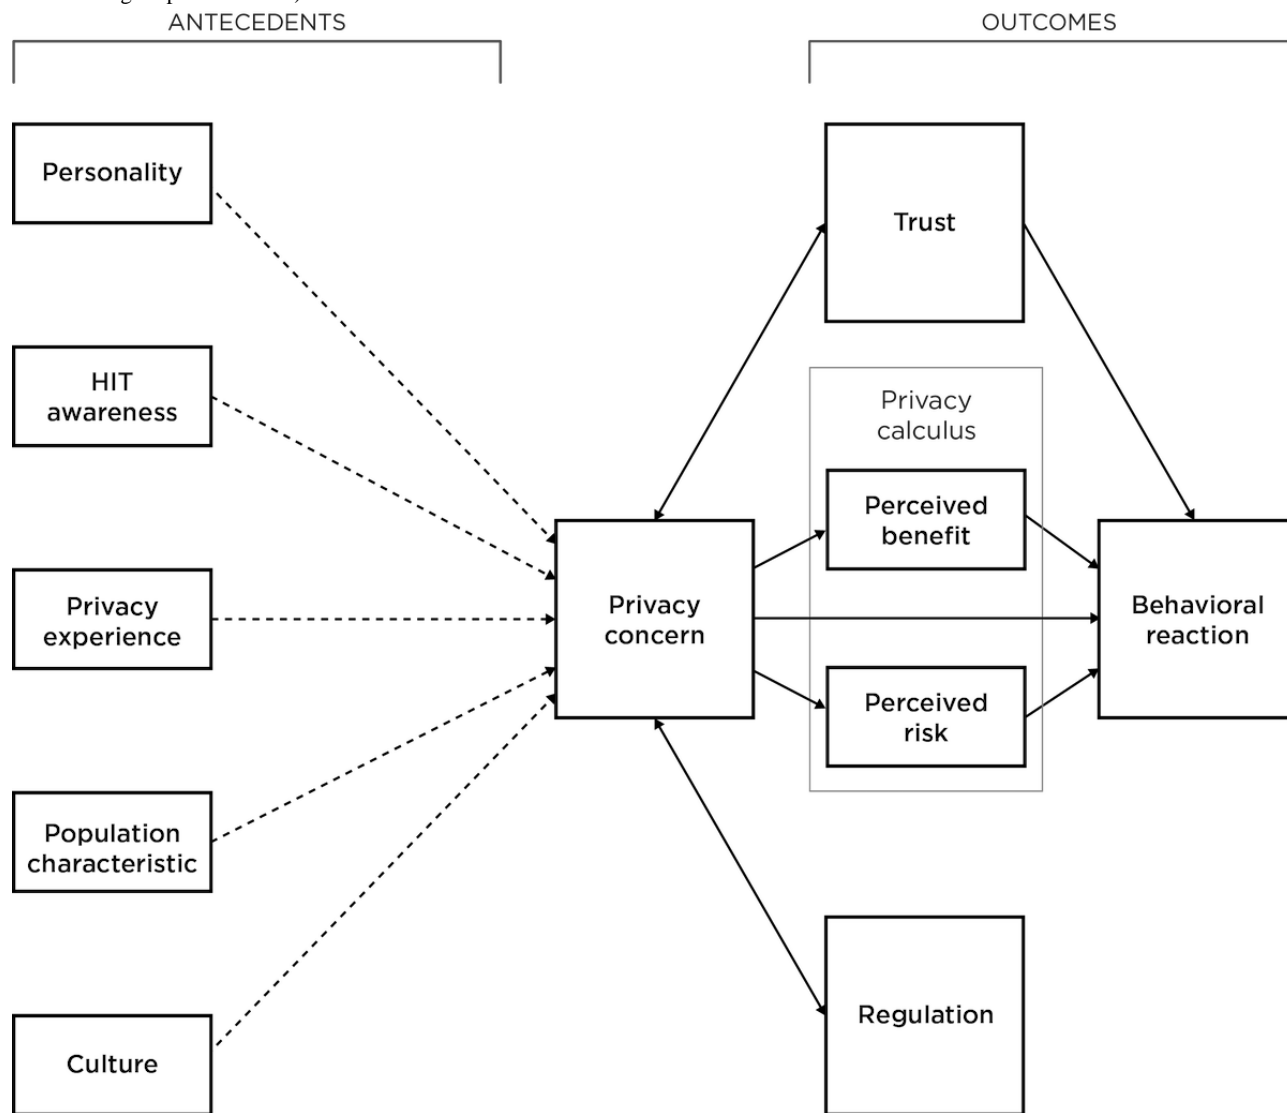 ANTECEDENTS
OUTCOMES
Personality
HIT
awareness
Privacy
experience
Population
characteristic
Culture
Privacy
concern
Trust
Privacy
calculus
Perceived
benefit
Perceived
risk
Regulation
Behavioral
reaction